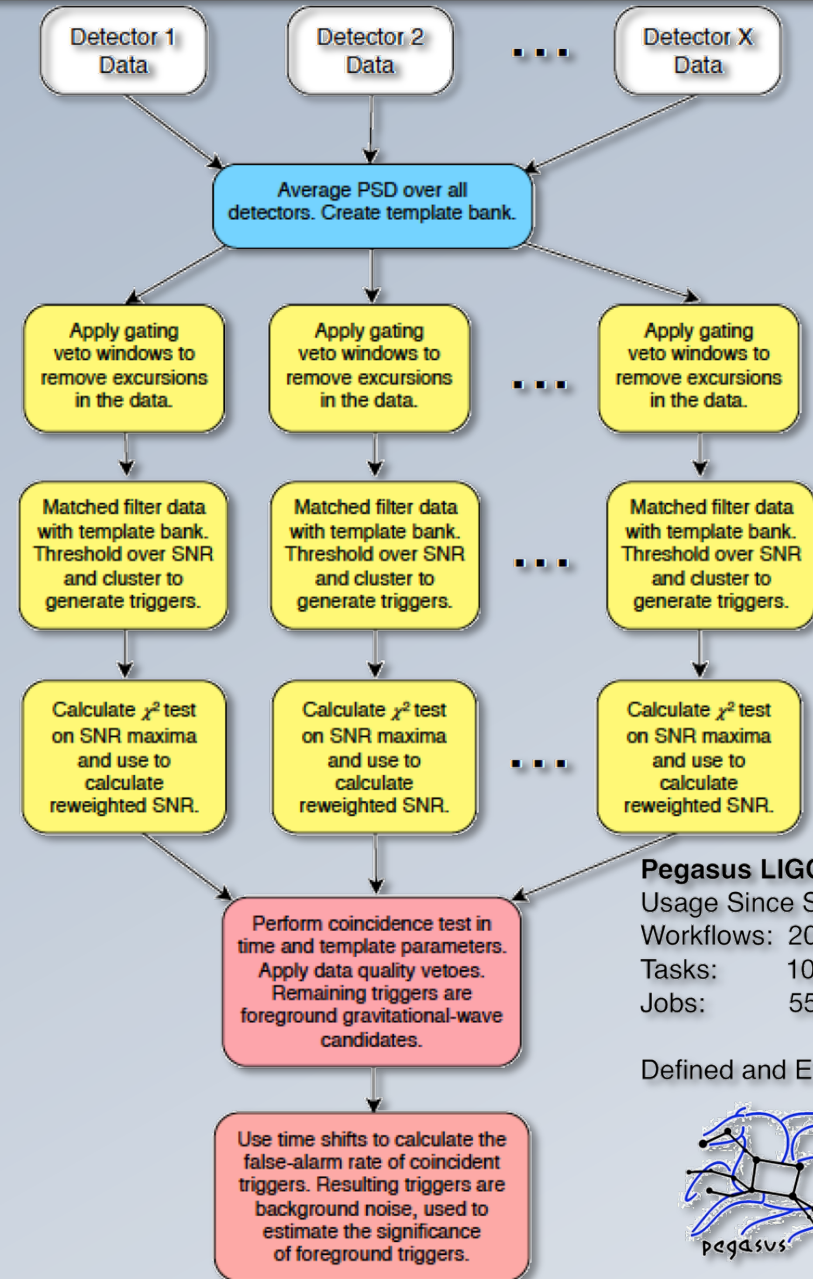 Detector 1
Data
Detector 2
Data
Detector X
Data
Average PSD over all
detectors. Create template bank.
Apply gating
veto windows to
remove excursions
in the data.
Apply gating
veto windows to
remove excursions
in the data.
Apply gating
veto windows to
remove excursions
in the data.
Matched filter data
with template bank.
Threshold over SNR
and cluster to
generate triggers.
Matched filter data
with template bank.
Threshold over SNR
and cluster to
generate triggers.
Matched filter data
with template bank.
Threshold over SNR
and cluster to
generate triggers.
Calculate χ² test
on SNR maxima
and use to
calculate
reweighted SNR.
Calculate χ² test
on SNR maxima
and use to
calculate
reweighted SNR.
Calculate χ² test
on SNR maxima
and use to
calculate
reweighted SNR.
Perform coincidence test in
time and template parameters.
Apply data quality vetoes.
Remaining triggers are
foreground gravitational-wave
candidates.
Use time shifts to calculate the
false-alarm rate of coincident
triggers. Resulting triggers are
background noise, used to
estimate the significance
of foreground triggers.
Pegasus
Usage Since
Workflows: 20
Tasks: 10
Jobs: 55
Defined and
pegasus